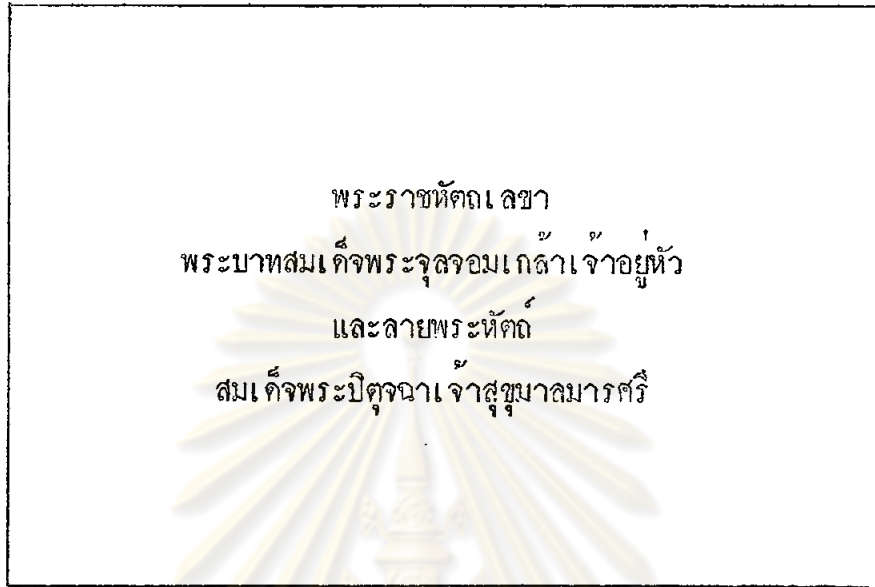 พระราชหัตถเลขา
พระบาทสมเด็จพระจุลจอมเกล้าเจ้าอยู่หัว
และลายพระหัตถ์
สมเด็จพระปิตุจฉาเจ้าสุขุมาลมารศรี